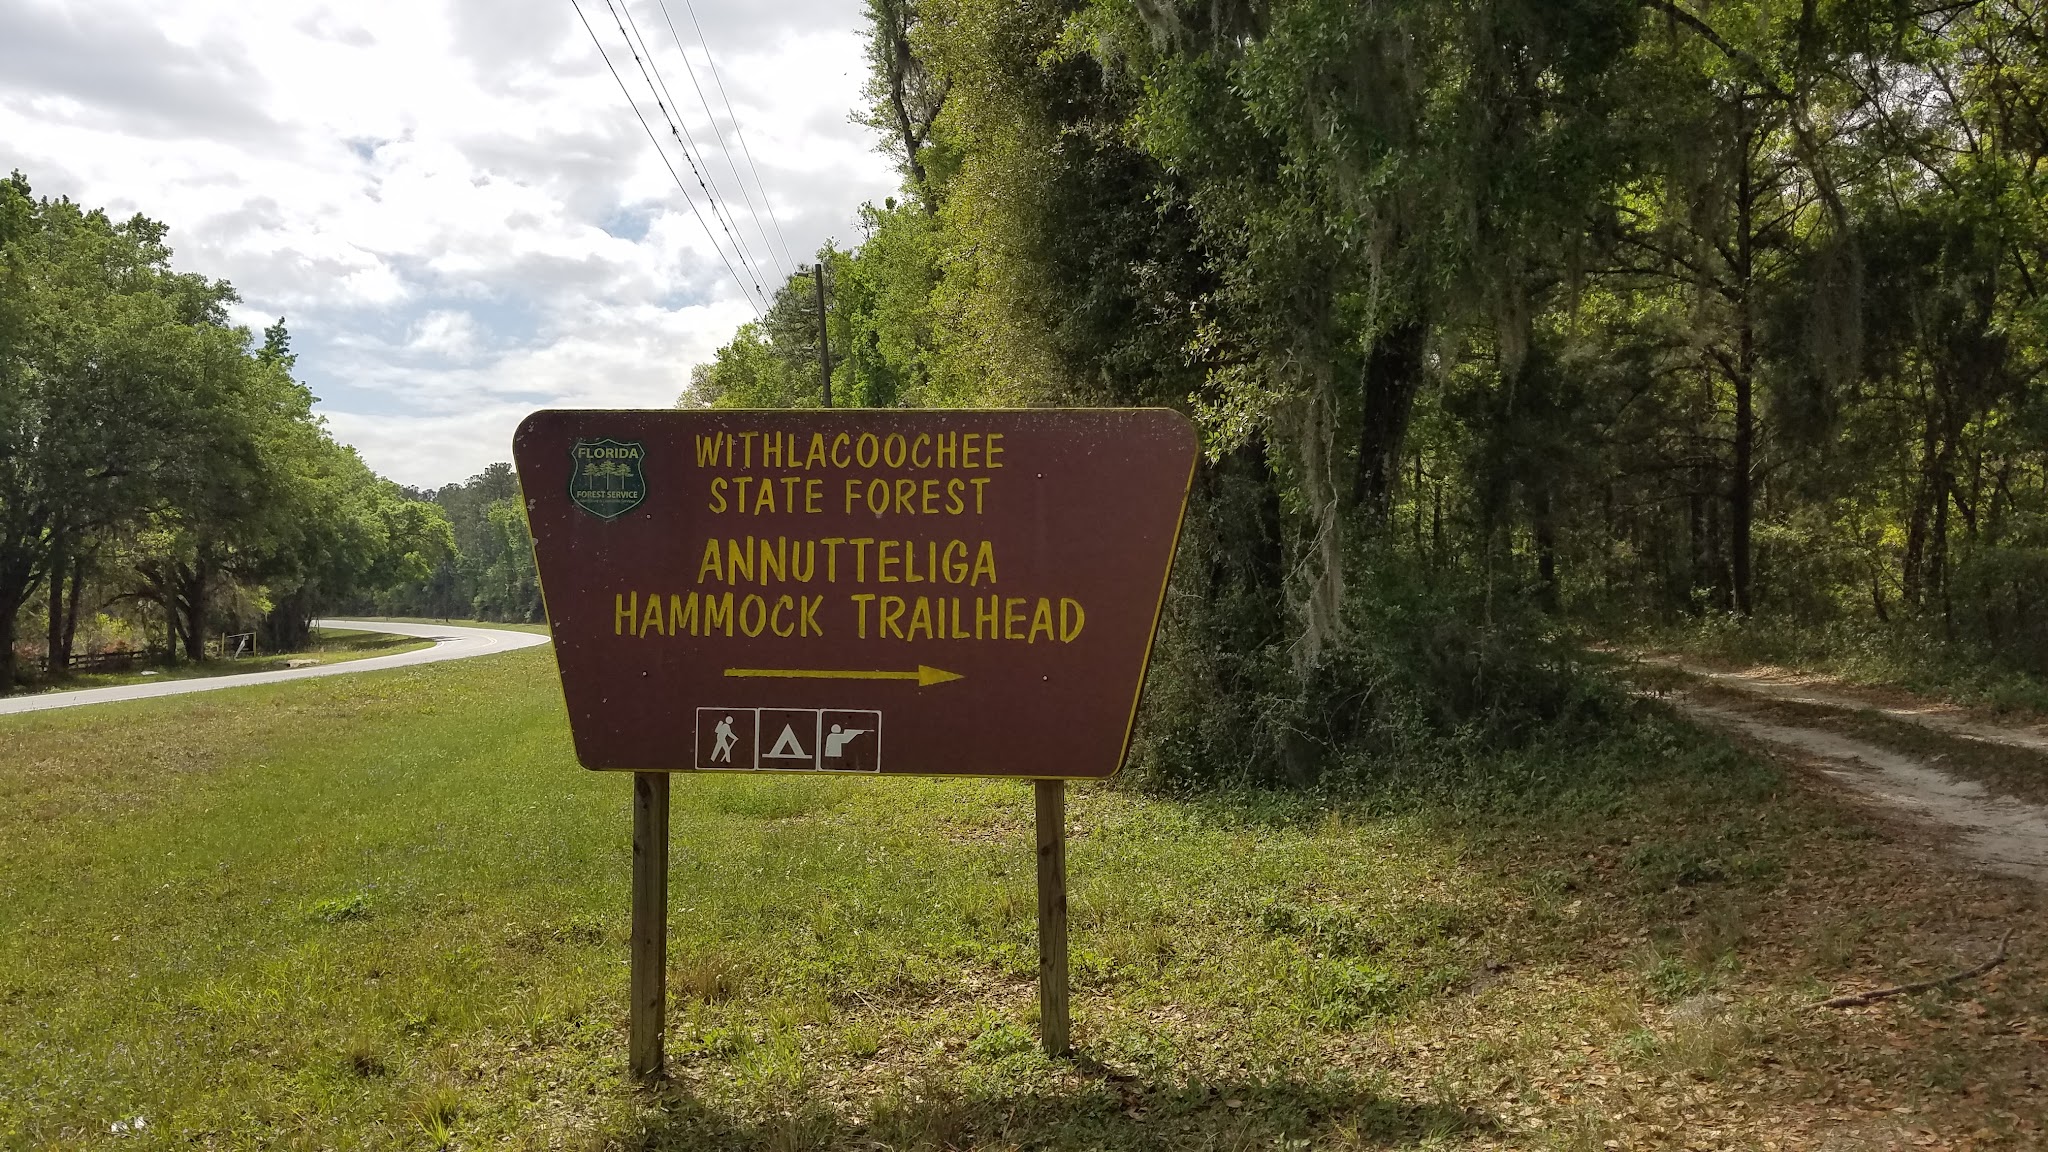 FLORIDA
FOREST SERVICE
WITHLACOOCHEE
STATE FOREST
ANNUTTELIGA
HAMMOCK TRAILHEAD